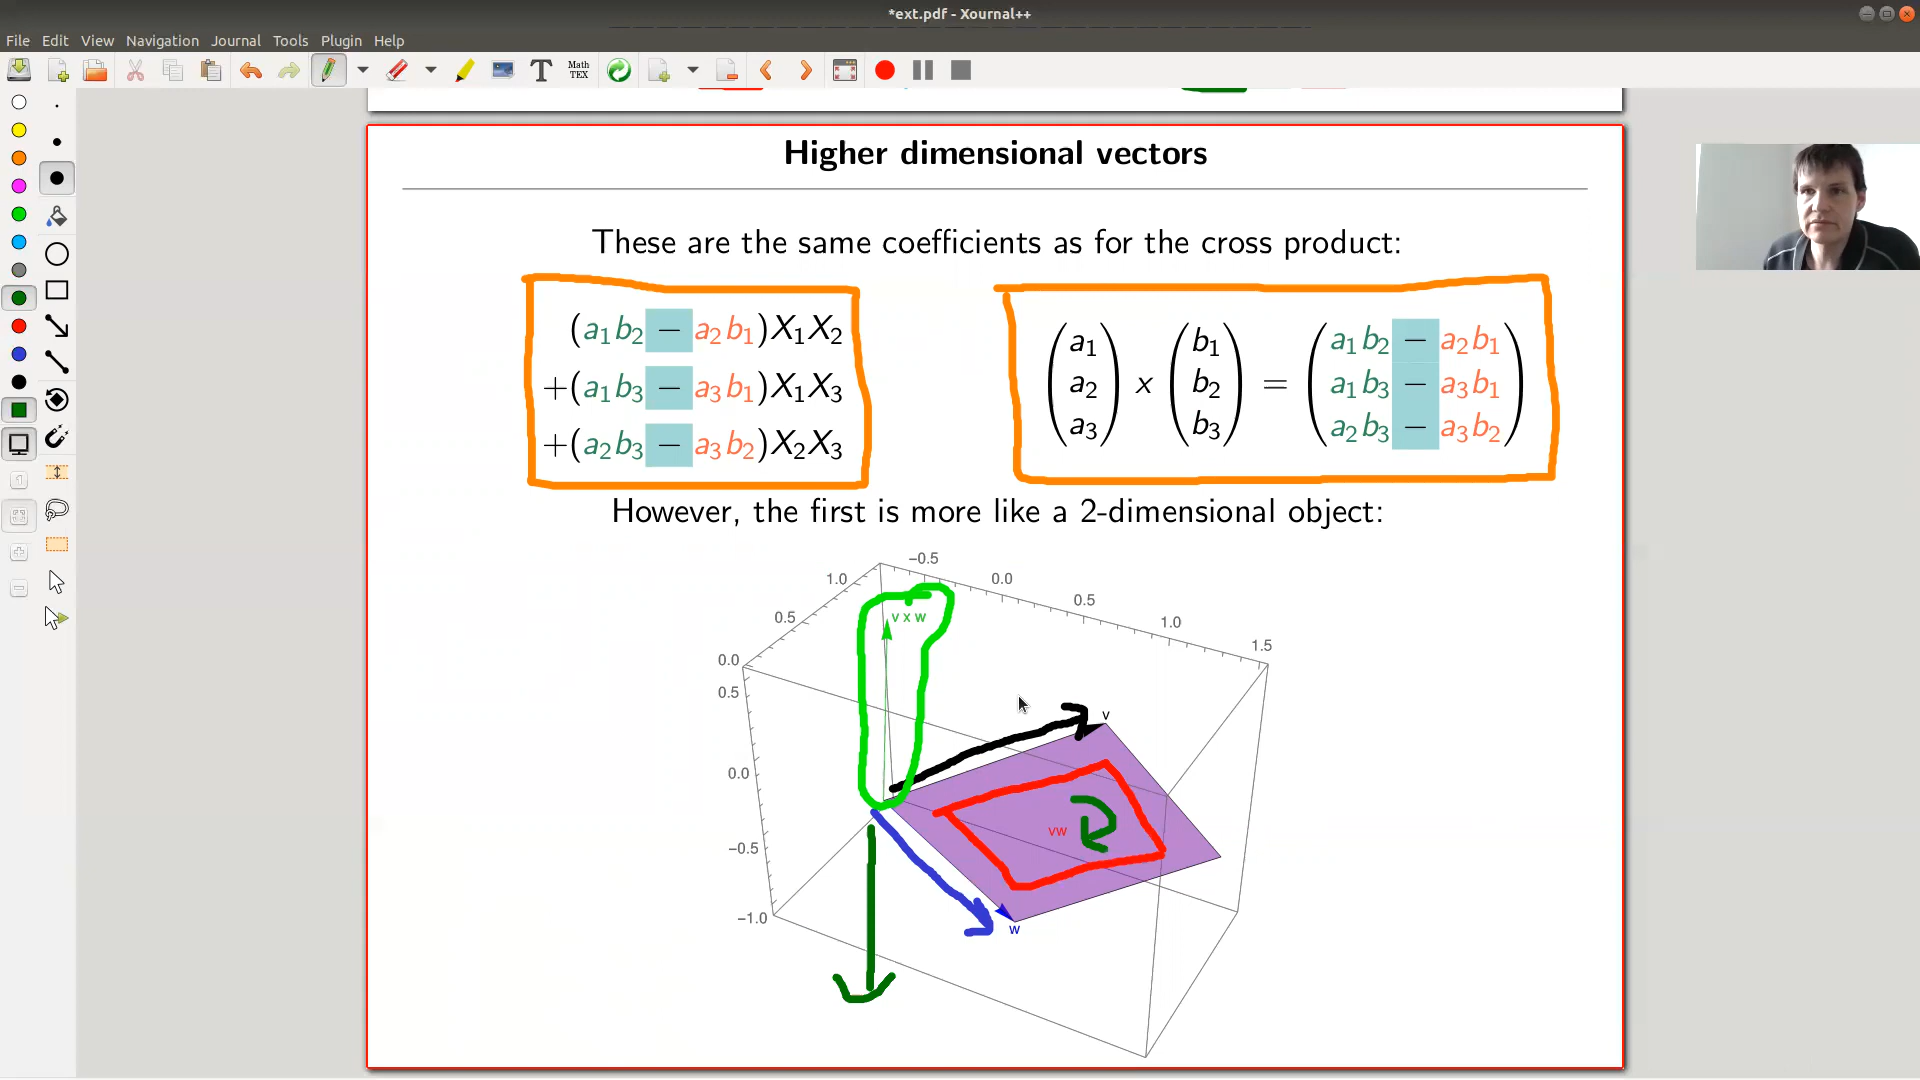 *ext.pdf - Xournal++
File Edit View Navigation Journal Tools Plugin Help
Math
TEX
Higher dimensional vectors
These are the same coefficients as for the cross product:
(a₁b₂ − a₂b₁)X₁X₂
+(a₁b₃ − a₃b₁)X₁X₃
+(a₂b₃ − a₃b₂)X₂X₃
(a₁ a₂ a₃) x (b₁ b₂ b₃) = (a₁b₂ − a₂b₁ a₁b₃ − a₃b₁ a₂b₃ − a₃b₂)
However, the first is more like a 2-dimensional object:
−0.5
0.0
0.5
1.0
1.5
1.0
0.5
0.0
0.5
0.0
−0.5
−1.0
v x w
v
vw
w